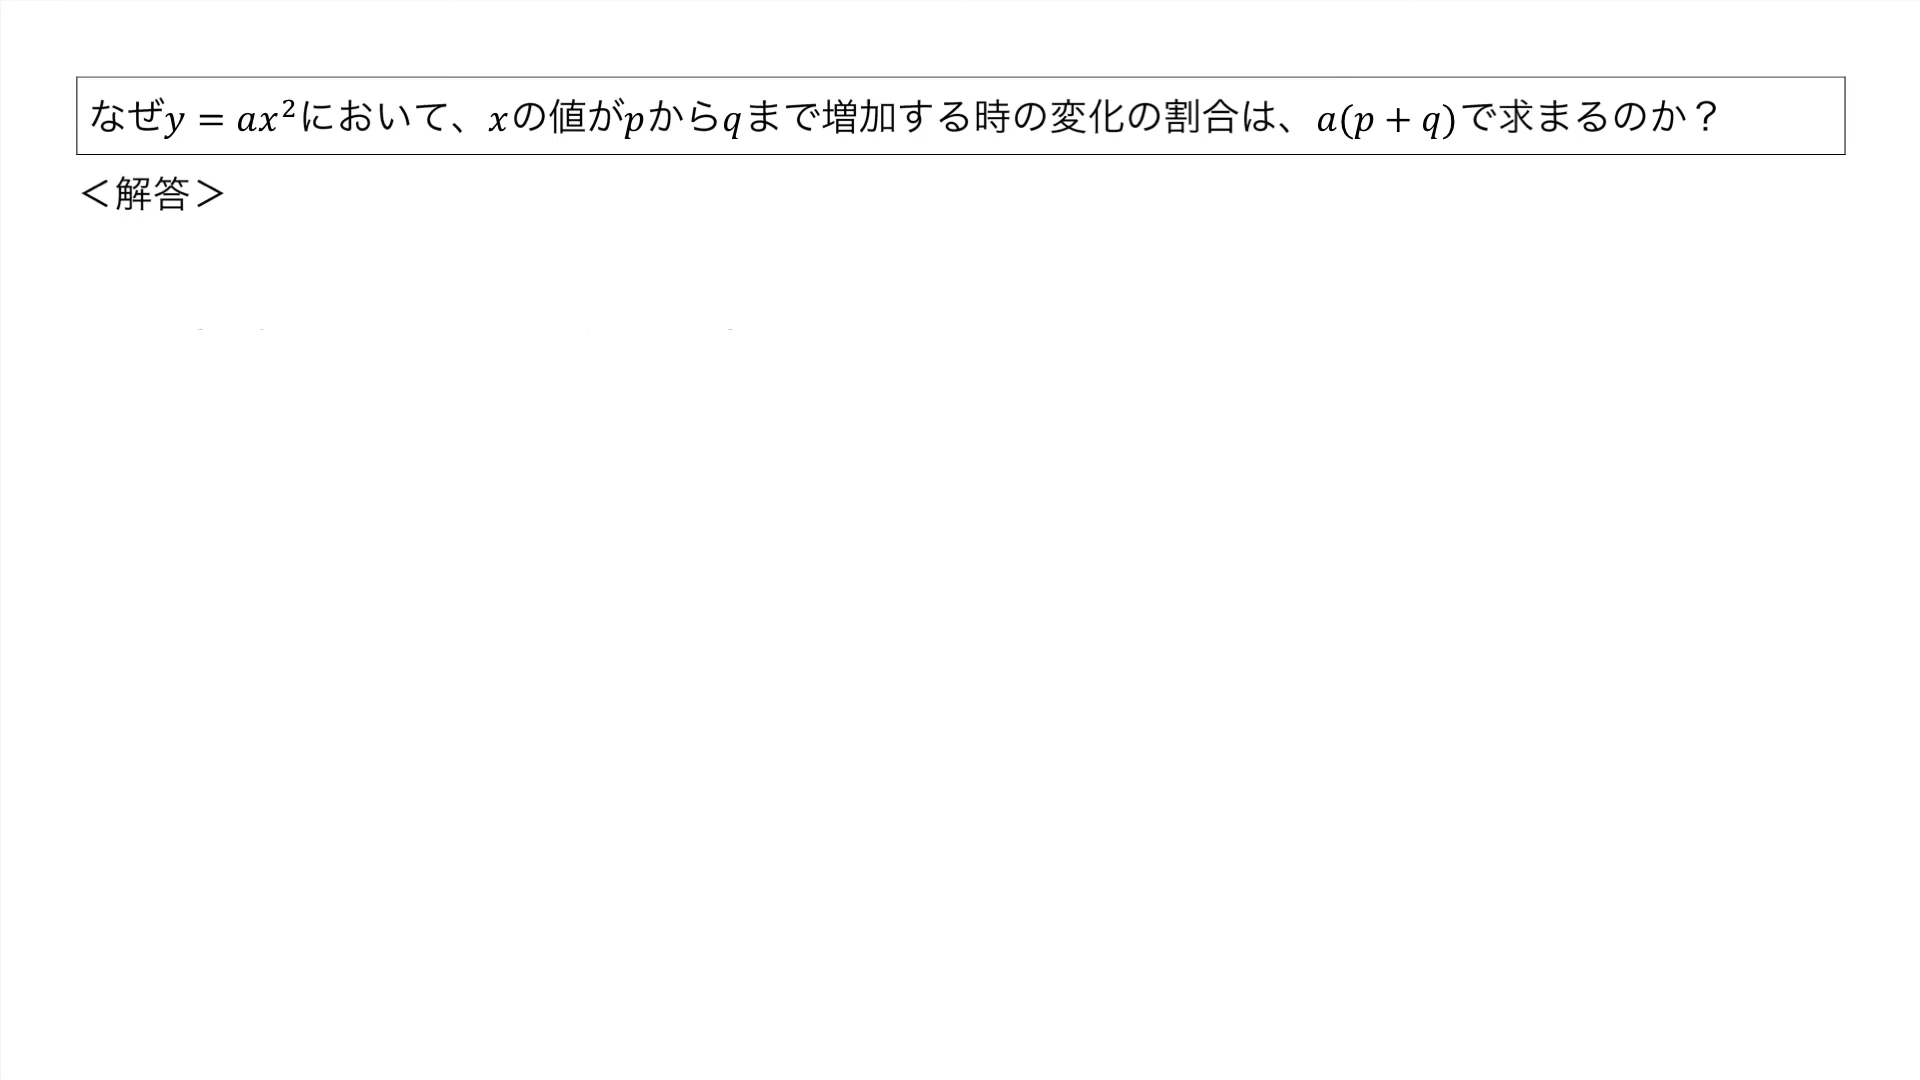 なぜy = ax²において、xの値がpからqまで増加する時の変化の割合は、a(p + q)で求まるのか？
＜解答＞